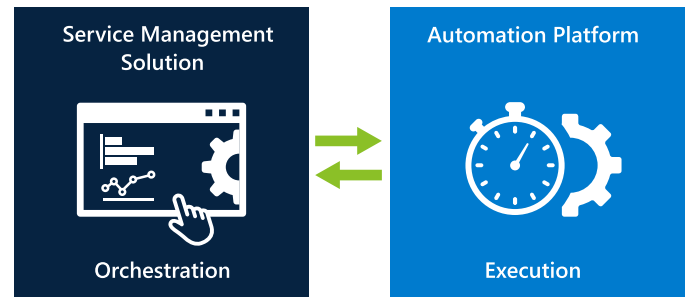 Service Management
Solution
Orchestration
Automation Platform
Execution